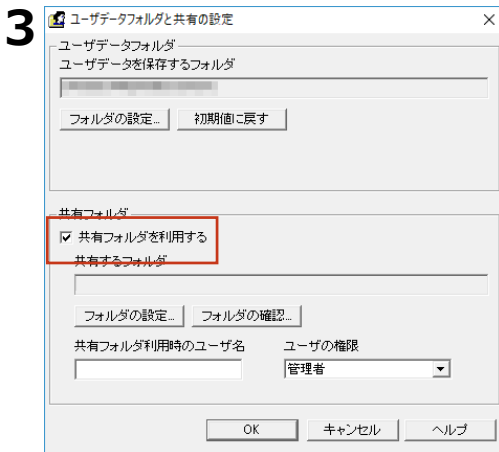 3
ユーザデータフォルダと共有の設定
ユーザデータフォルダ
ユーザデータを保存するフォルダ
フォルダの設定... 初期値に戻す
共有フォルダ
共有フォルダを利用する
共有するフォルダ
フォルダの設定... フォルダの確認...
共有フォルダ利用時のユーザ名 ユーザの権限
管理者
OK キャンセル ヘルプ